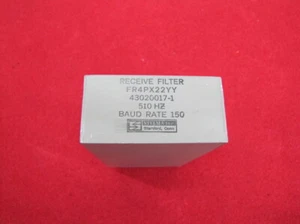 RECEIVE FILTER
FR4PX22YY
43020017-1
510 HZ
BAUD RATE 150
Stamford, Conn.